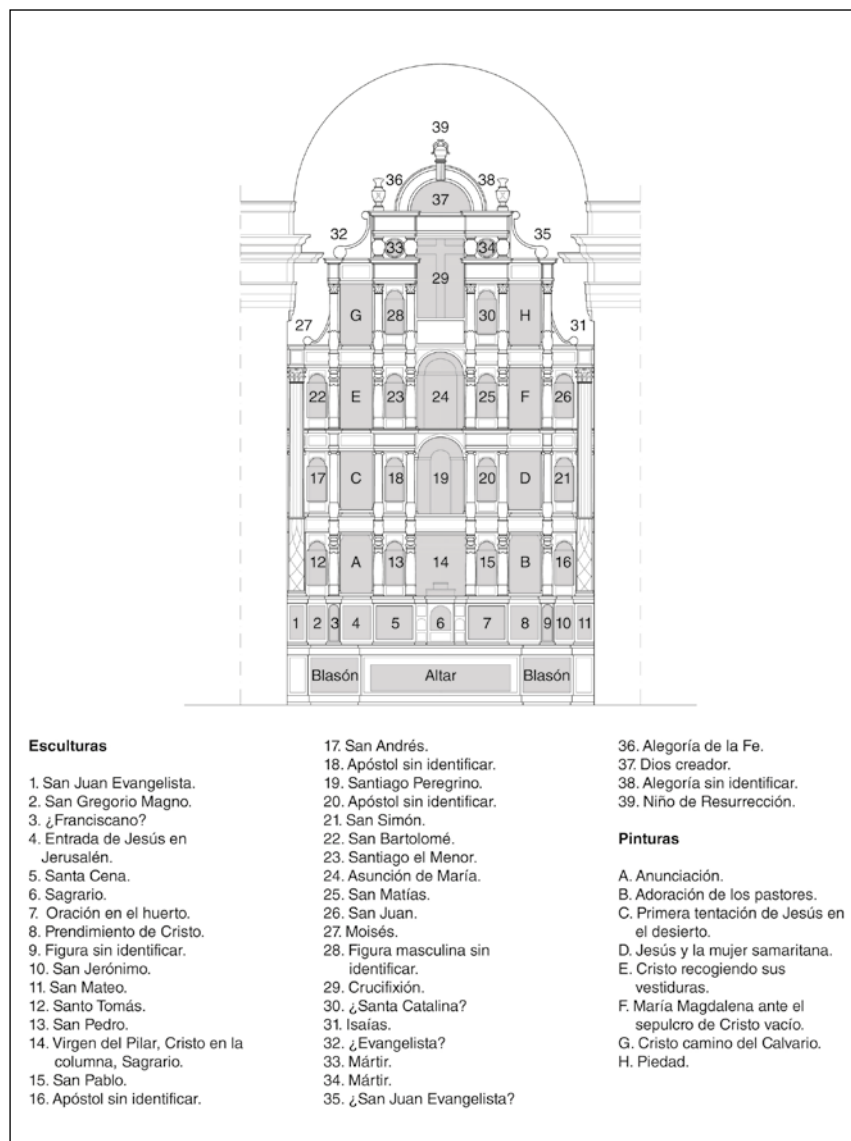 39
36
38
37
32
33
34
35
29
27
G
28
30
H
31
22
E
23
24
25
F
26
17
C
18
19
20
D
21
12
A
13
14
15
B
16
1
2
3
4
5
6
7
8
9
10
11
Blasón
Altar
Blasón
Esculturas
1. San Juan Evangelista.
2. San Gregorio Magno.
3. ¿Franciscano?
4. Entrada de Jesús en
Jerusalén.
5. Santa Cena.
6. Sagrario.
7. Oración en el huerto.
8. Prendimiento de Cristo.
9. Figura sin identificar.
10. San Jerónimo.
11. San Mateo.
12. Santo Tomás.
13. San Pedro.
14. Virgen del Pilar, Cristo en la
columna, Sagrario.
15. San Pablo.
16. Apóstol sin identificar.
17. San Andrés.
18. Apóstol sin identificar.
19. Santiago Peregrino.
20. Apóstol sin identificar.
21. San Simón.
22. San Bartolomé.
23. Santiago el Menor.
24. Asunción de María.
25. San Matías.
26. San Juan.
27. Moisés.
28. Figura masculina sin
identificar.
29. Crucifixión.
30. ¿Santa Catalina?
31. Isaías.
32. ¿Evangelista?
33. Mártir.
34. Mártir.
35. ¿San Juan Evangelista?
36. Alegoría de la Fe.
37. Dios creador.
38. Alegoría sin identificar.
39. Niño de Resurrección.
Pinturas
A. Anunciación.
B. Adoración de los pastores.
C. Primera tentación de Jesús en
el desierto.
D. Jesús y la mujer samaritana.
E. Cristo recogiendo sus
vestiduras.
F. María Magdalena ante el
sepulcro de Cristo vacío.
G. Cristo camino del Calvario.
H. Piedad.